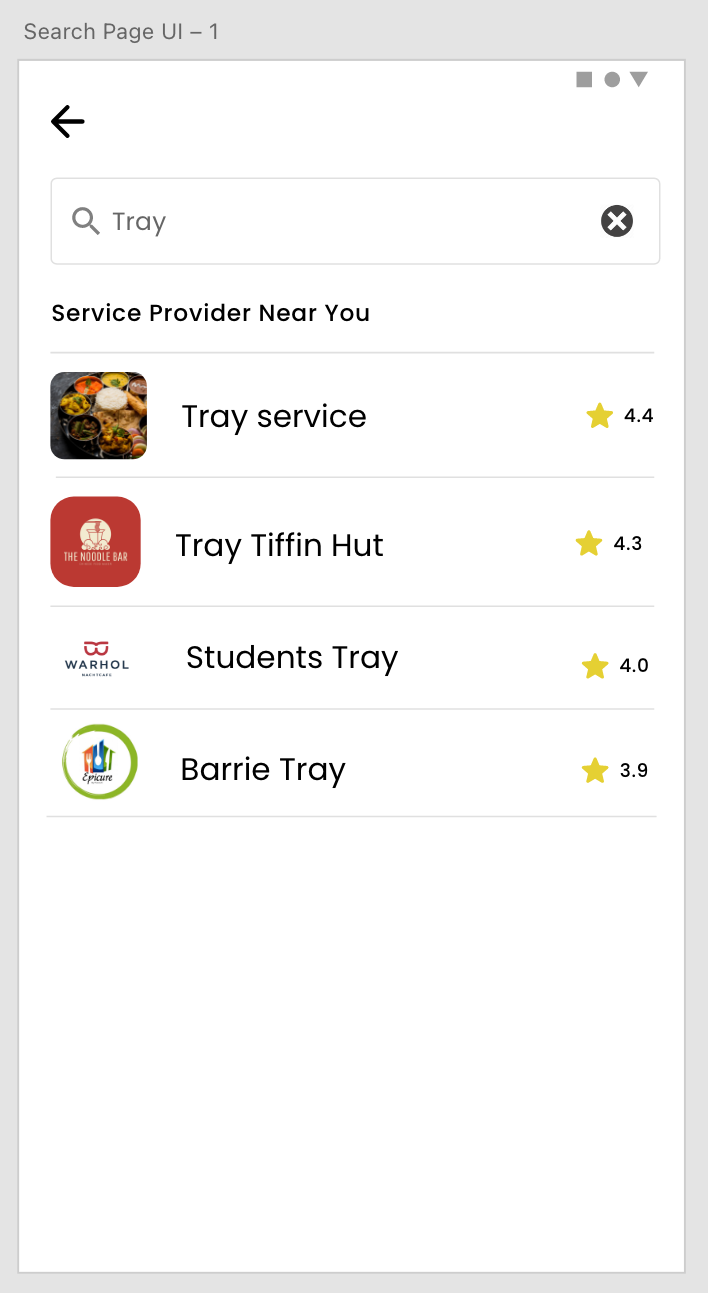 Search Page UI – 1
Tray
Service Provider Near You
Tray service
4.4
THE NOODLE BAR
Tray Tiffin Hut
4.3
WARHOL
NACHTCAFE
Students Tray
4.0
Epicure
Barrie Tray
3.9